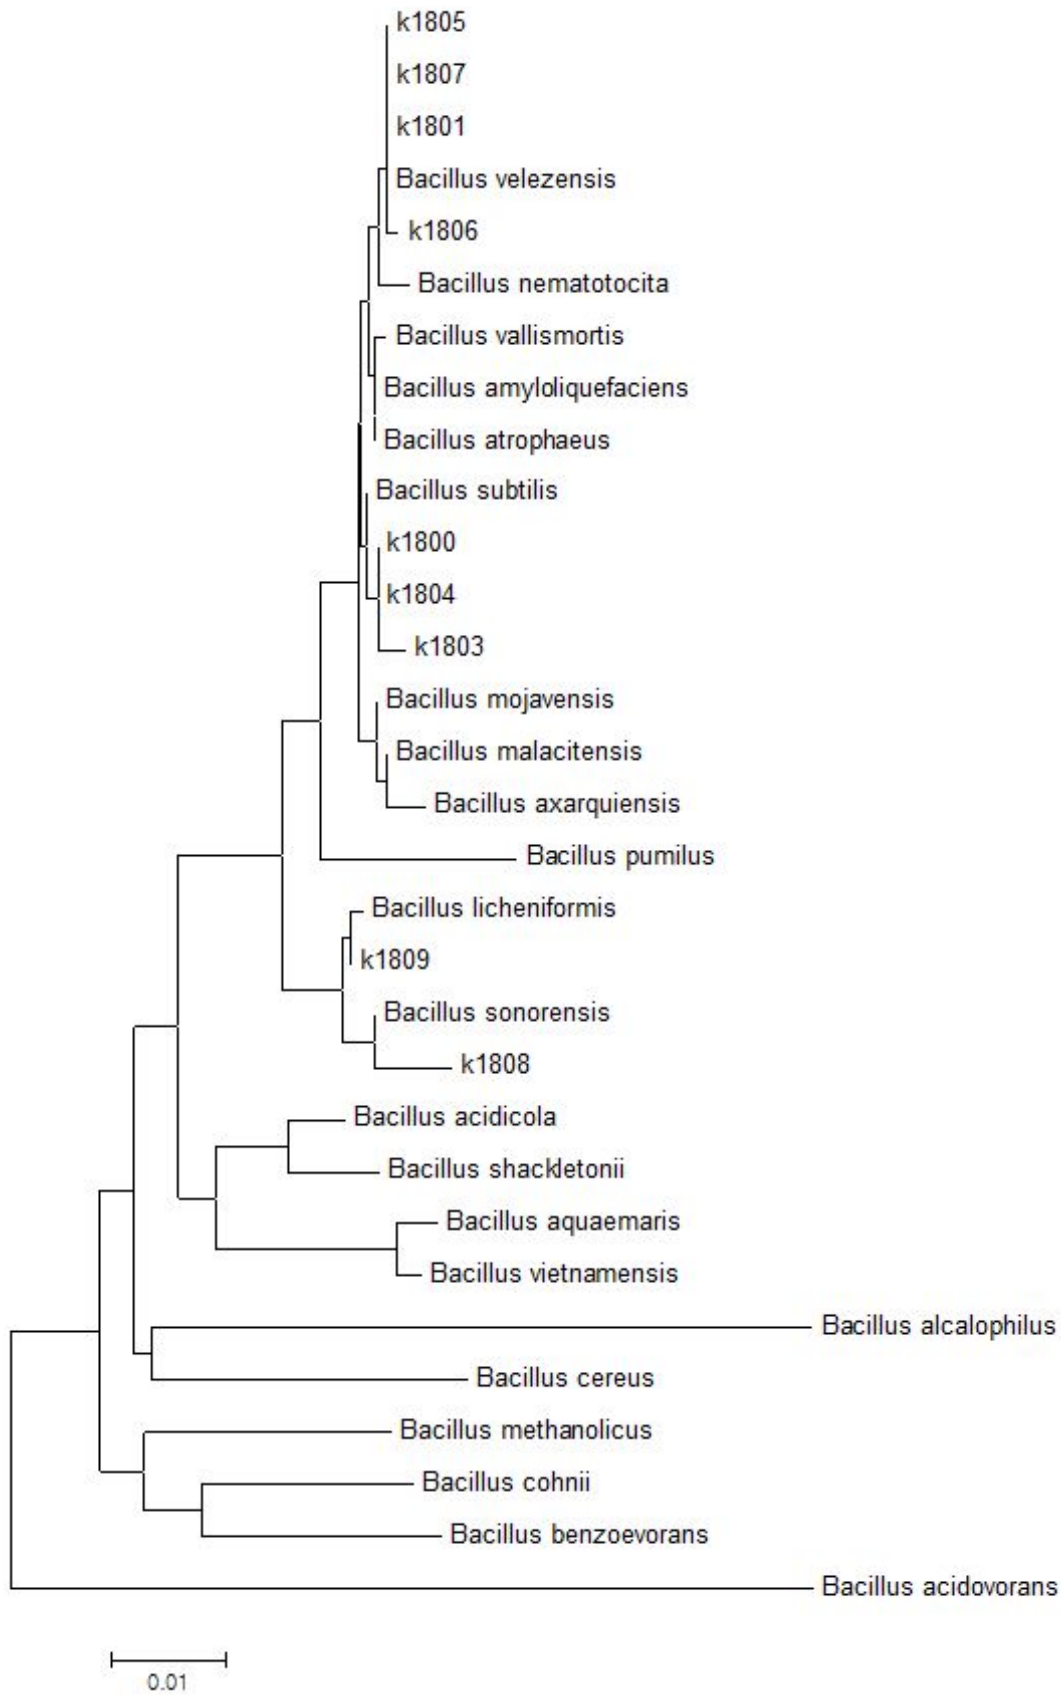 k1805
k1807
k1801
Bacillus velezensis
k1806
Bacillus nematotocita
Bacillus vallismortis
Bacillus amyloliquefaciens
Bacillus atrophaeus
Bacillus subtilis
k1800
k1804
k1803
Bacillus mojavensis
Bacillus malacitensis
Bacillus axarquiensis
Bacillus pumilus
Bacillus licheniformis
k1809
Bacillus sonorensis
k1808
Bacillus acidicola
Bacillus shackletonii
Bacillus aquaemaris
Bacillus vietnamensis
Bacillus alcalophilus
Bacillus cereus
Bacillus methanolicus
Bacillus cohnii
Bacillus benzoevorans
Bacillus acidovorans
0.01